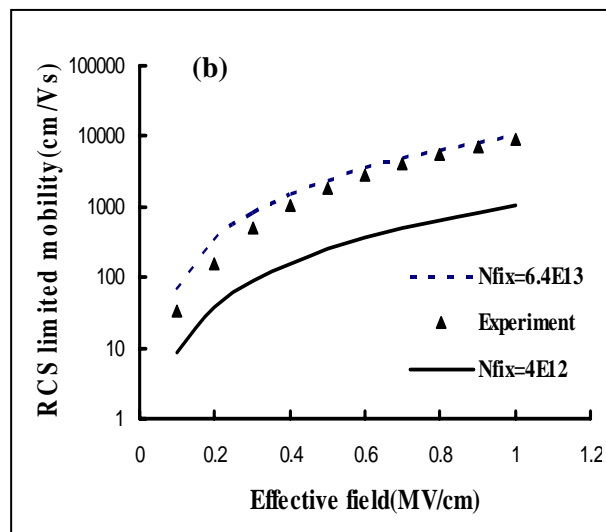 (b)
100000
10000
1000
100
10
1
0
0.2
0.4
0.6
0.8
1
1.2
RCS limited mobility(cm/Vs)
Effective field(MV/cm)
Nfix=6.4E13
Experiment
Nfix=4E12